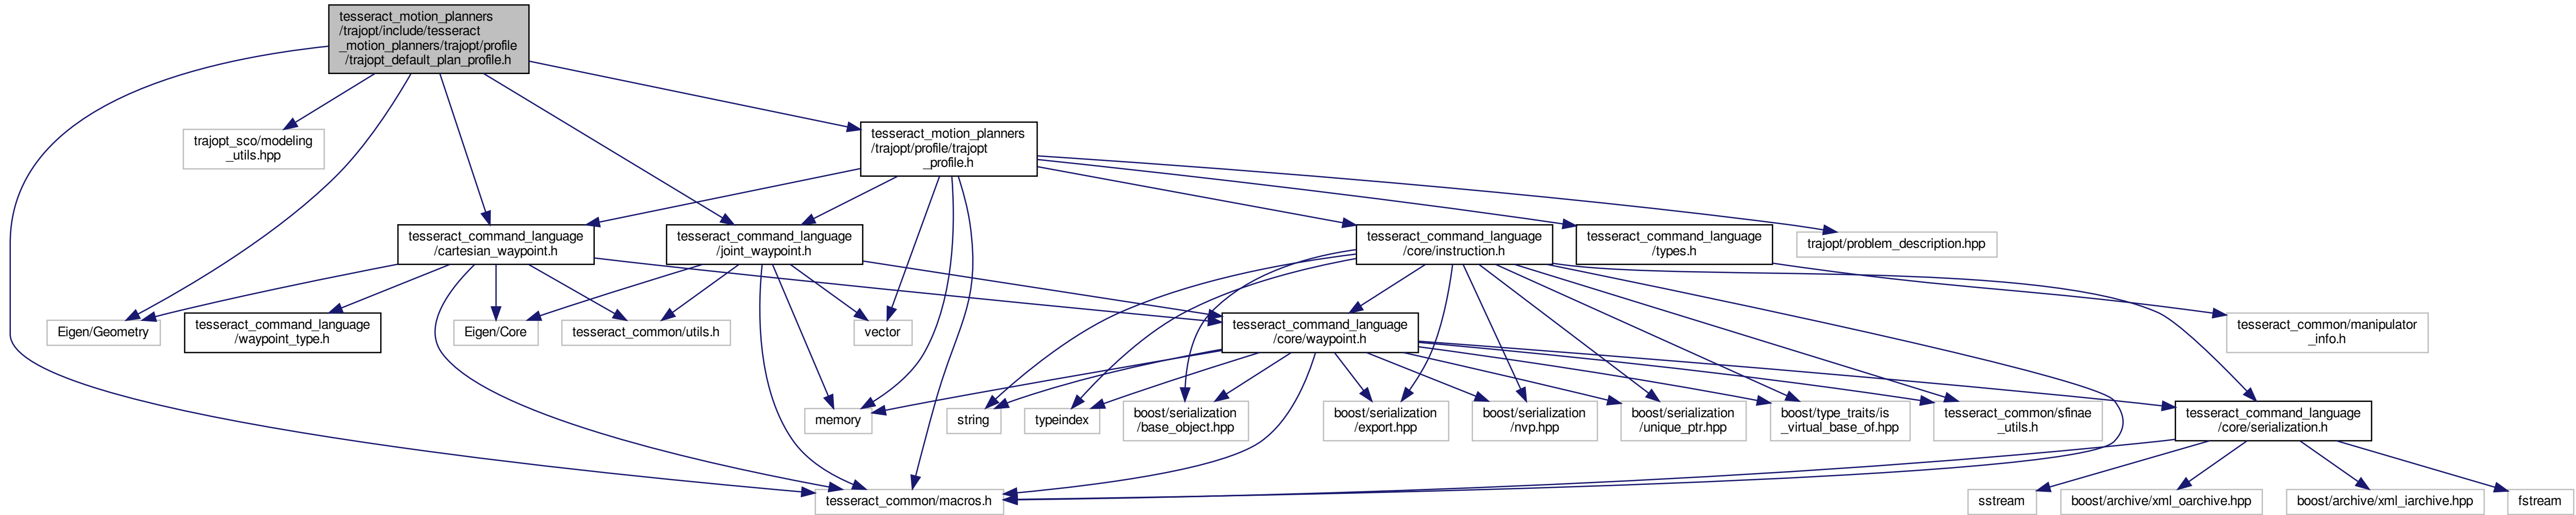 tesseract_motion_planners
/trajopt/include/tesseract
_motion_planners/trajopt/profile
/trajopt_default_plan_profile.h
trajopt_sco/modeling
_utils.hpp
tesseract_motion_planners
/trajopt/profile/trajopt
_profile.h
tesseract_command_language
/cartesian_waypoint.h
tesseract_command_language
/joint_waypoint.h
tesseract_command_language
/core/instruction.h
tesseract_command_language
/types.h
trajopt/problem_description.hpp
Eigen/Geometry
tesseract_command_language
/waypoint_type.h
Eigen/Core
tesseract_common/utils.h
vector
tesseract_command_language
/core/waypoint.h
tesseract_common/manipulator
_info.h
memory
string
typeindex
boost/serialization
/base_object.hpp
boost/serialization
/export.hpp
boost/serialization
/nvp.hpp
boost/serialization
/unique_ptr.hpp
boost/type_traits/is
_virtual_base_of.hpp
tesseract_common/sfinae
_utils.h
tesseract_command_language
/core/serialization.h
tesseract_common/macros.h
sstream
boost/archive/xml_oarchive.hpp
boost/archive/xml_iarchive.hpp
fstream